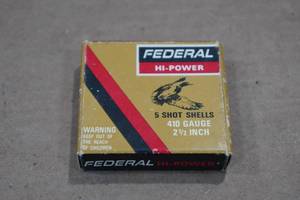 FEDERAL
HI-POWER
5 SHOT SHELLS
410 GAUGE
2½ INCH
WARNING
KEEP OUT OF
THE REACH
OF CHILDREN
FEDERAL HI-POWER